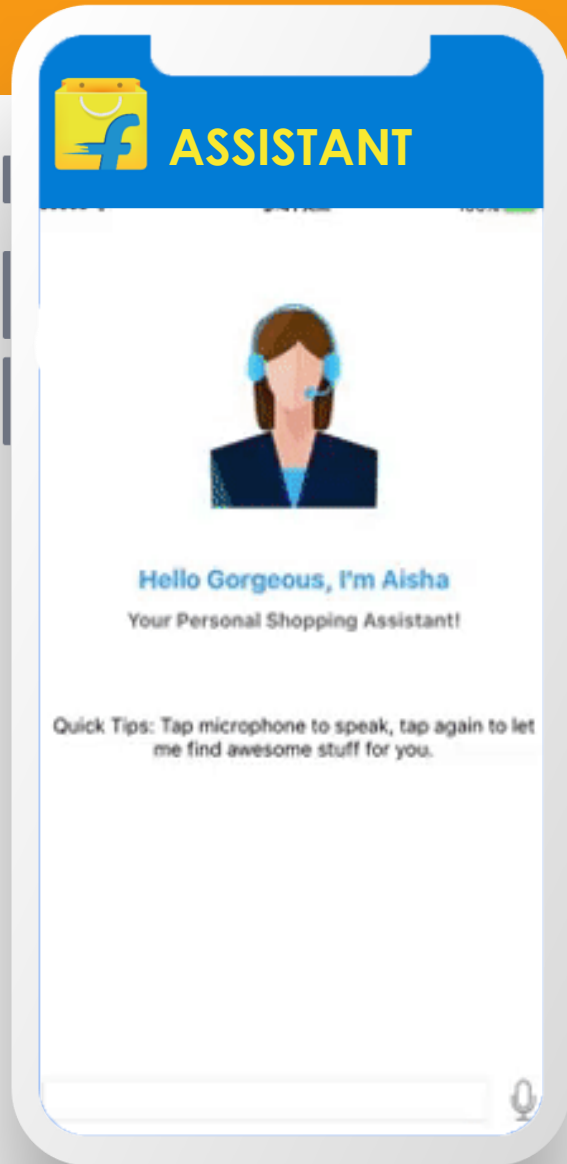 ASSISTANT
Hello Gorgeous, I'm Aisha
Your Personal Shopping Assistant!
Quick Tips: Tap microphone to speak, tap again to let
me find awesome stuff for you.